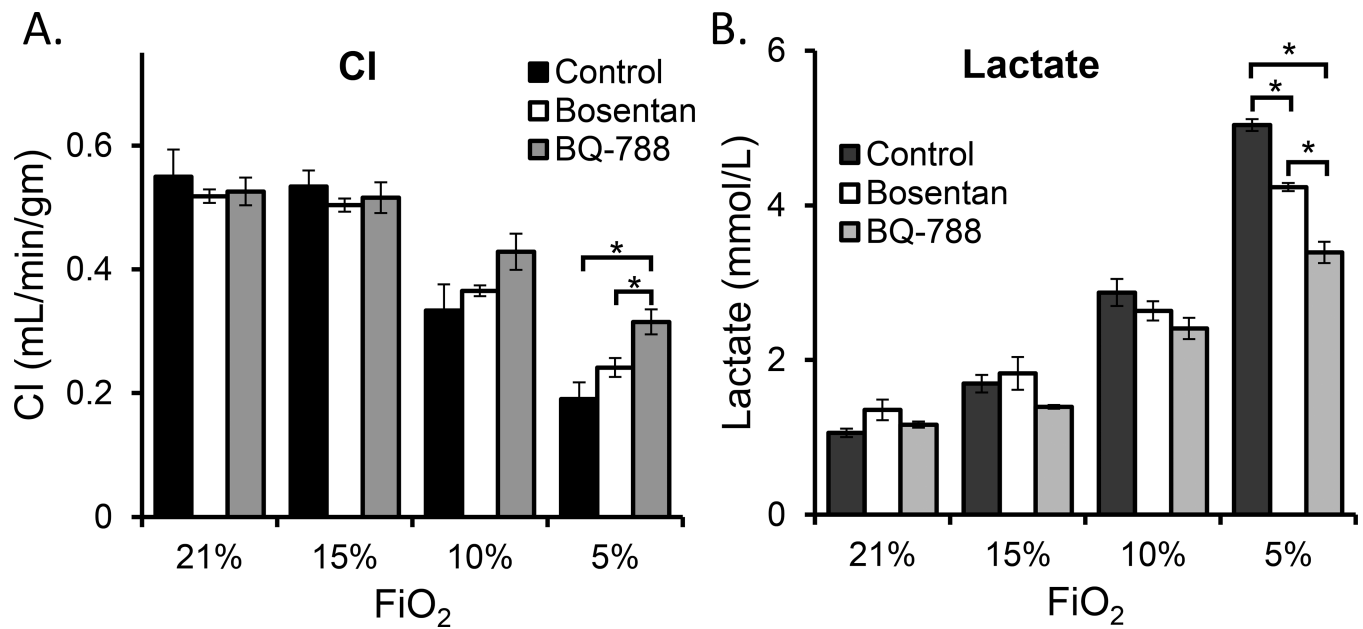 A.
CI
Control
Bosentan
BQ-788
CI (mL/min/gm)
0.6
0.4
0.2
0
* 
*
21% 15% 10% 5%
FiO₂
B.
Lactate
Control
Bosentan
BQ-788
Lactate (mmol/L)
6
4
2
0
*
*
*
21% 15% 10% 5%
FiO₂